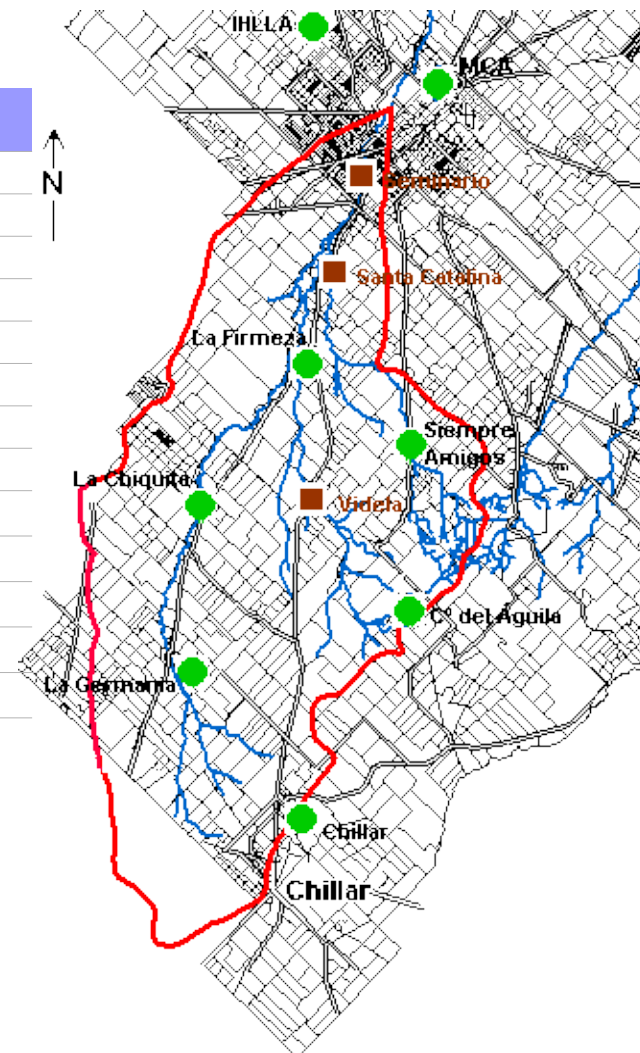 IHLLA
MCA
N
Seminario
Santa Catalina
La Firmeza
Siempre
Amigos
La Chiquita
Videla
Cº del Águila
La Germania
Chillar
Chillar